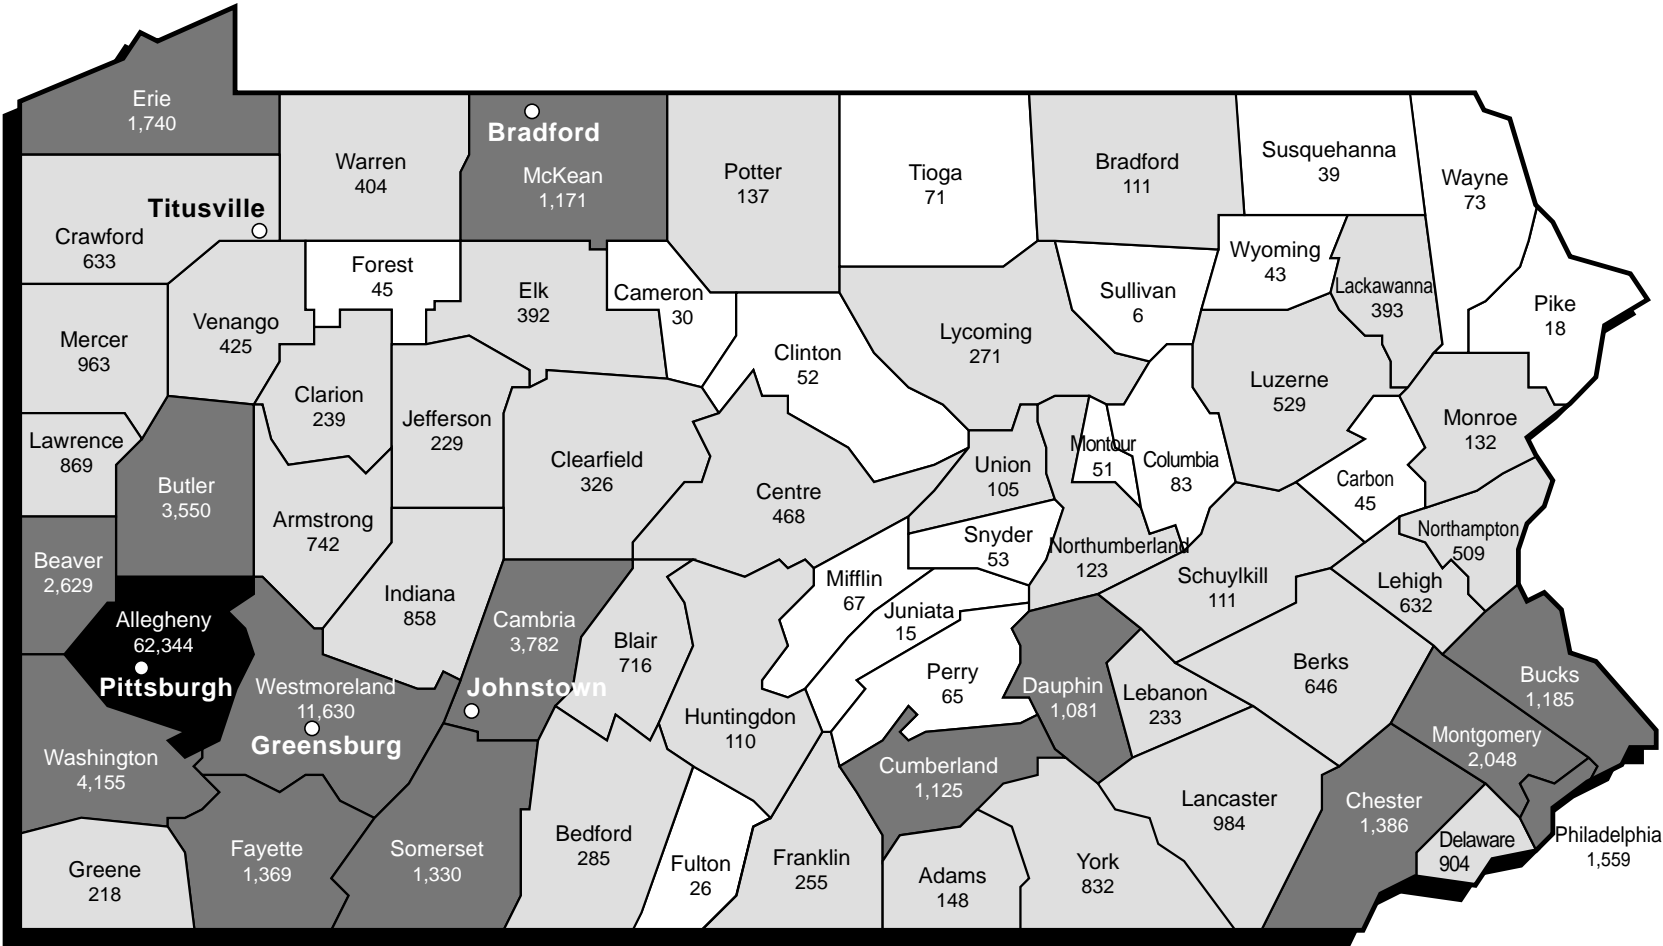 Erie
1,740
Warren
404
Bradford
McKean
1,171
Potter
137
Tioga
71
Bradford
111
Susquehanna
39
Wayne
73
Titusville
Crawford
633
Forest
45
Elk
392
Cameron
30
Wyoming
43
Lackawanna
393
Sullivan
6
Pike
18
Mercer
963
Venango
425
Clinton
52
Lycoming
271
Luzerne
529
Clarion
239
Jefferson
229
Monroe
132
Lawrence
869
Clearfield
326
Union
105
Montour
51
Columbia
83
Carbon
45
Butler
3,550
Centre
468
Armstrong
742
Snyder
53
Northumberland
123
Northampton
509
Beaver
2,629
Indiana
858
Mifflin
67
Schuylkill
111
Lehigh
632
Allegheny
62,344
Pittsburgh
Cambria
3,782
Johnstown
Blair
716
Juniata
15
Perry
65
Dauphin
1,081
Lebanon
233
Berks
646
Bucks
1,185
Westmoreland
11,630
Greensburg
Huntingdon
110
Washington
4,155
Cumberland
1,125
Montgomery
2,048
Lancaster
984
Chester
1,386
Delaware
904
Philadelphia
1,559
Greene
218
Fayette
1,369
Somerset
1,330
Bedford
285
Fulton
26
Franklin
255
Adams
148
York
832